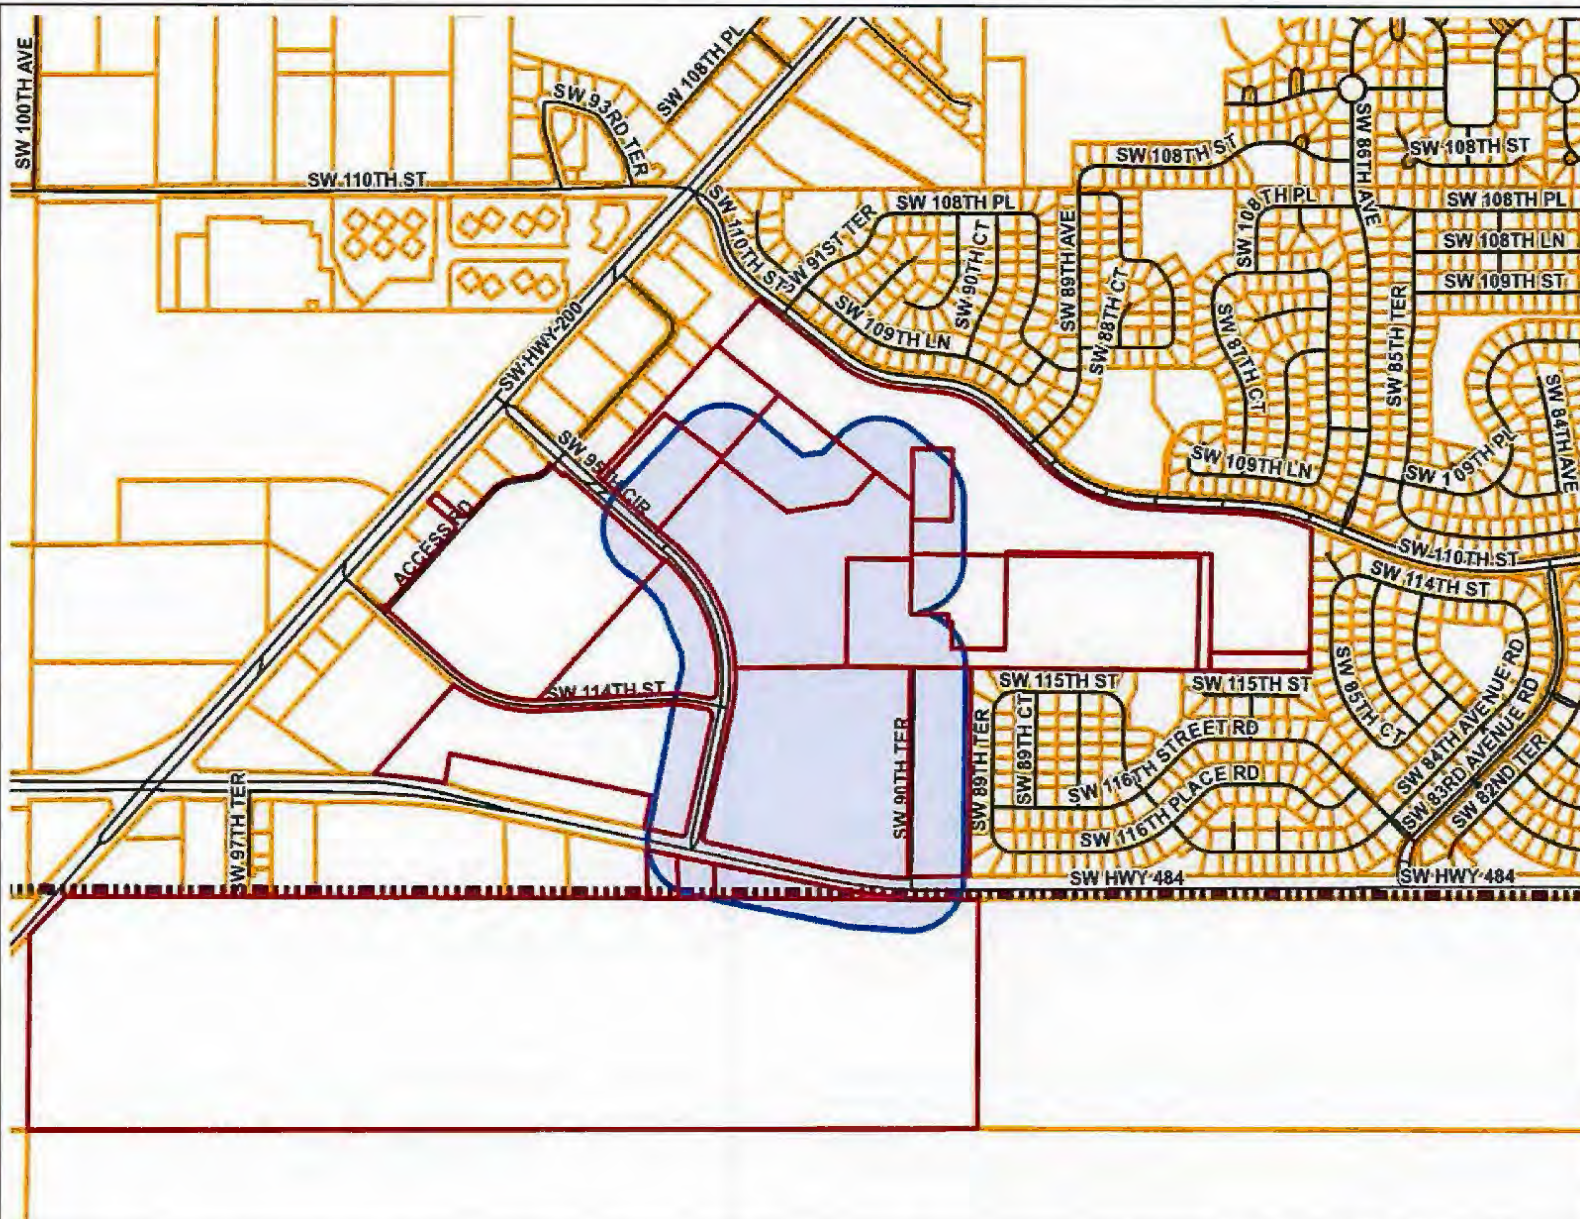 SW 100TH AVE
SW 108TH PL
SW 93RD TER
SW 110TH ST
SW 108TH ST
SW 86TH AVE
SW 108TH ST
SW 108TH PL
SW 108TH PL
SW 108TH PL
SW 110TH ST
SW 91ST TER
SW 90TH CT
SW 89TH AVE
SW 88TH CT
SW 108TH LN
SW 109TH ST
SW HWY 200
SW 109TH LN
SW 87TH CT
SW 85TH TER
SW 84TH AVE
SW 95TH CIR
SW 109TH LN
SW 109TH PL
ACCESS RD
SW 110TH ST
SW 114TH ST
SW 114TH ST
SW 115TH ST
SW 115TH ST
SW 85TH CT
SW 84TH AVENUE RD
SW 83RD AVENUE RD
SW 82ND TER
SW 90TH TER
SW 89TH TER
SW 89TH CT
SW 116TH STREET RD
SW 116TH PLACE RD
SW 97TH TER
SW HWY 484
SW HWY 484